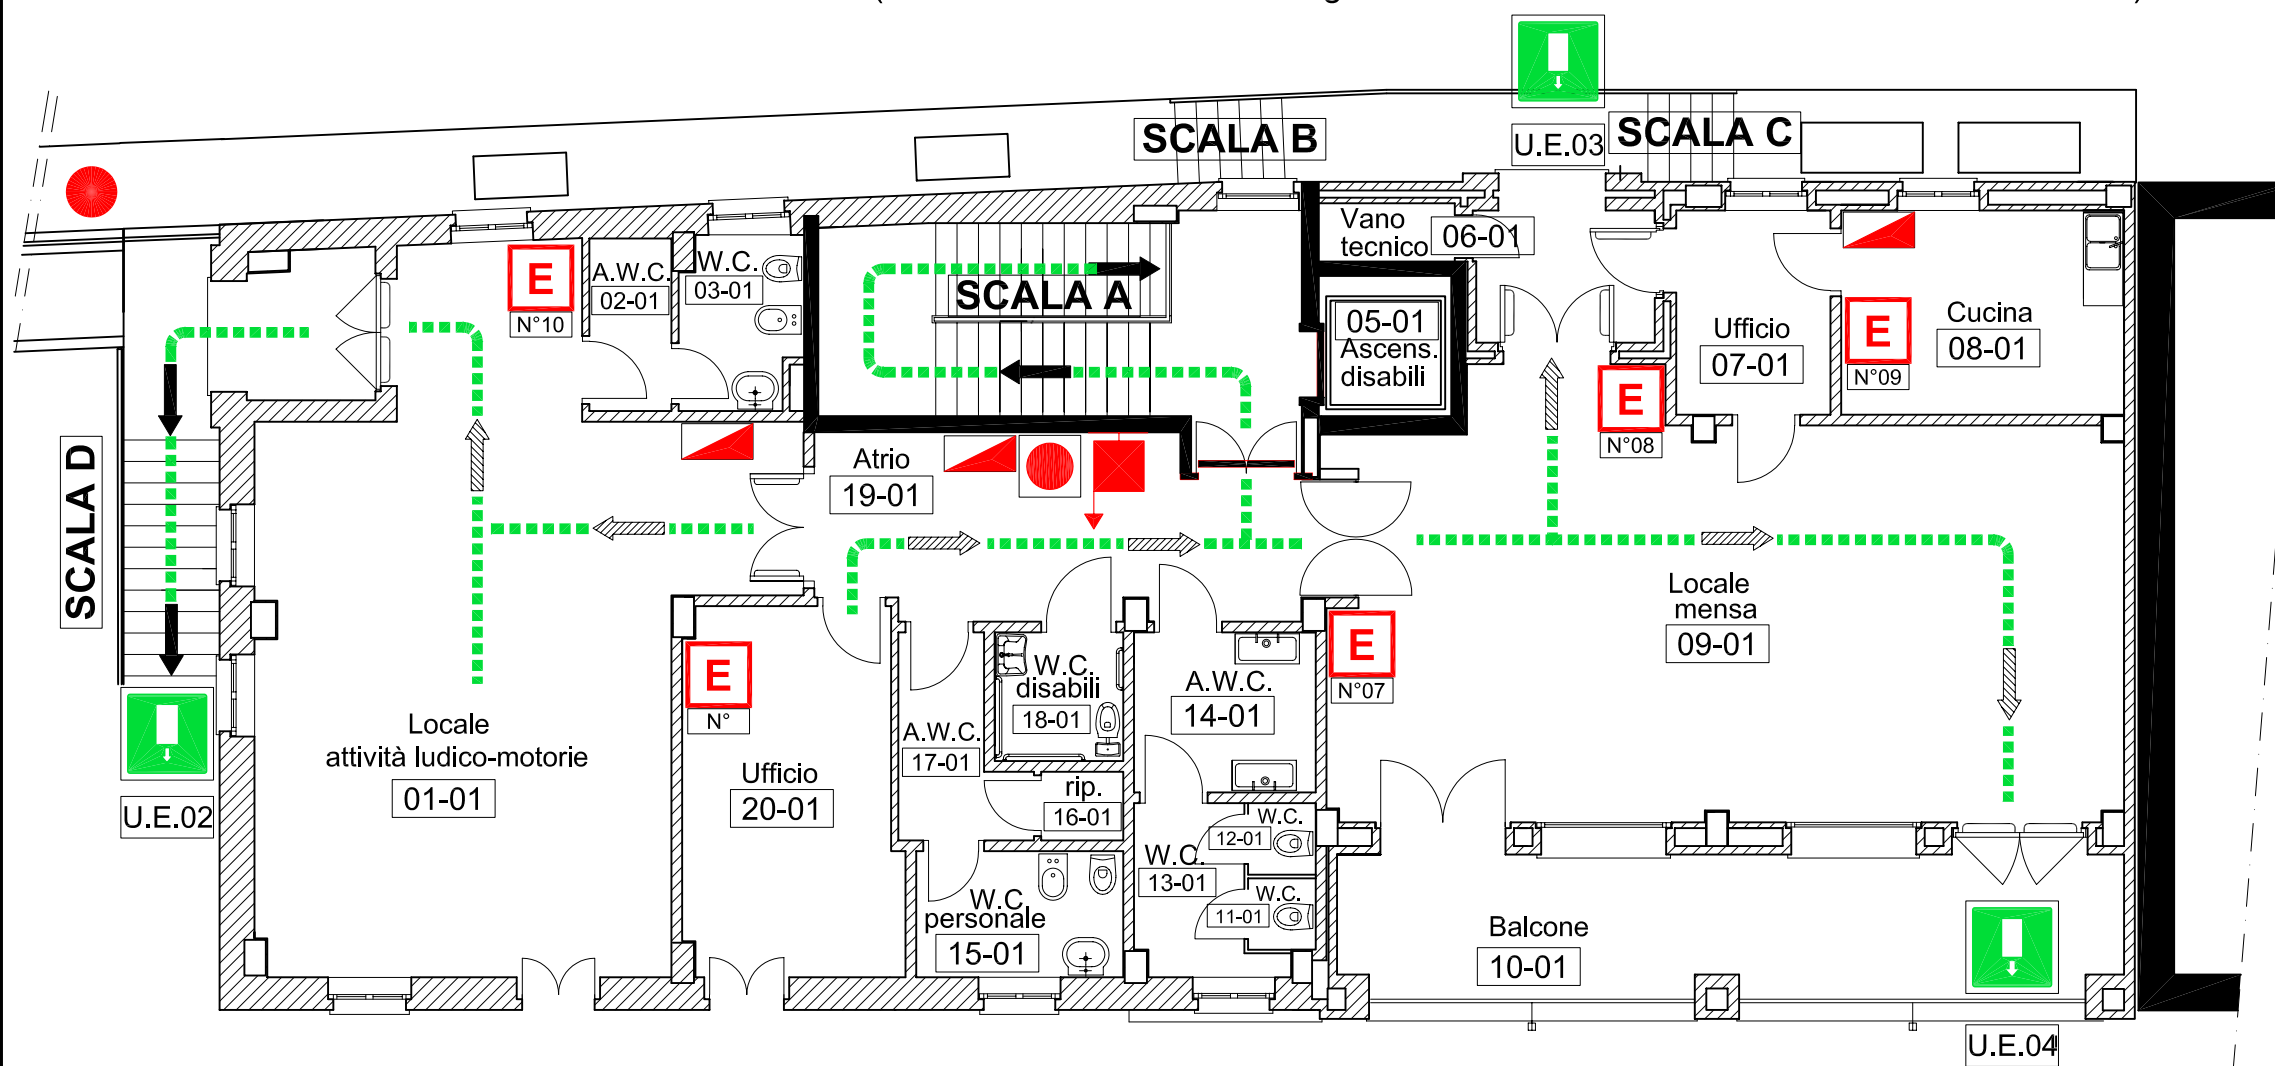 SCALA B
U.E.03
SCALA C
Vano
tecnico
06-01
A.W.C.
02-01
W.C.
03-01
E
N°10
SCALA A
05-01
Ascens.
disabili
Ufficio
07-01
E
N°09
Cucina
08-01
E
N°08
SCALA D
Atrio
19-01
Locale
mensa
09-01
E
N°
E
N°07
W.C.
disabili
18-01
A.W.C.
14-01
A.W.C.
17-01
Locale
attività ludico-motorie
01-01
U.E.02
Ufficio
20-01
rip.
16-01
W.C.
12-01
W.C.
13-01
W.C.
11-01
W.C
personale
15-01
Balcone
10-01
U.E.04